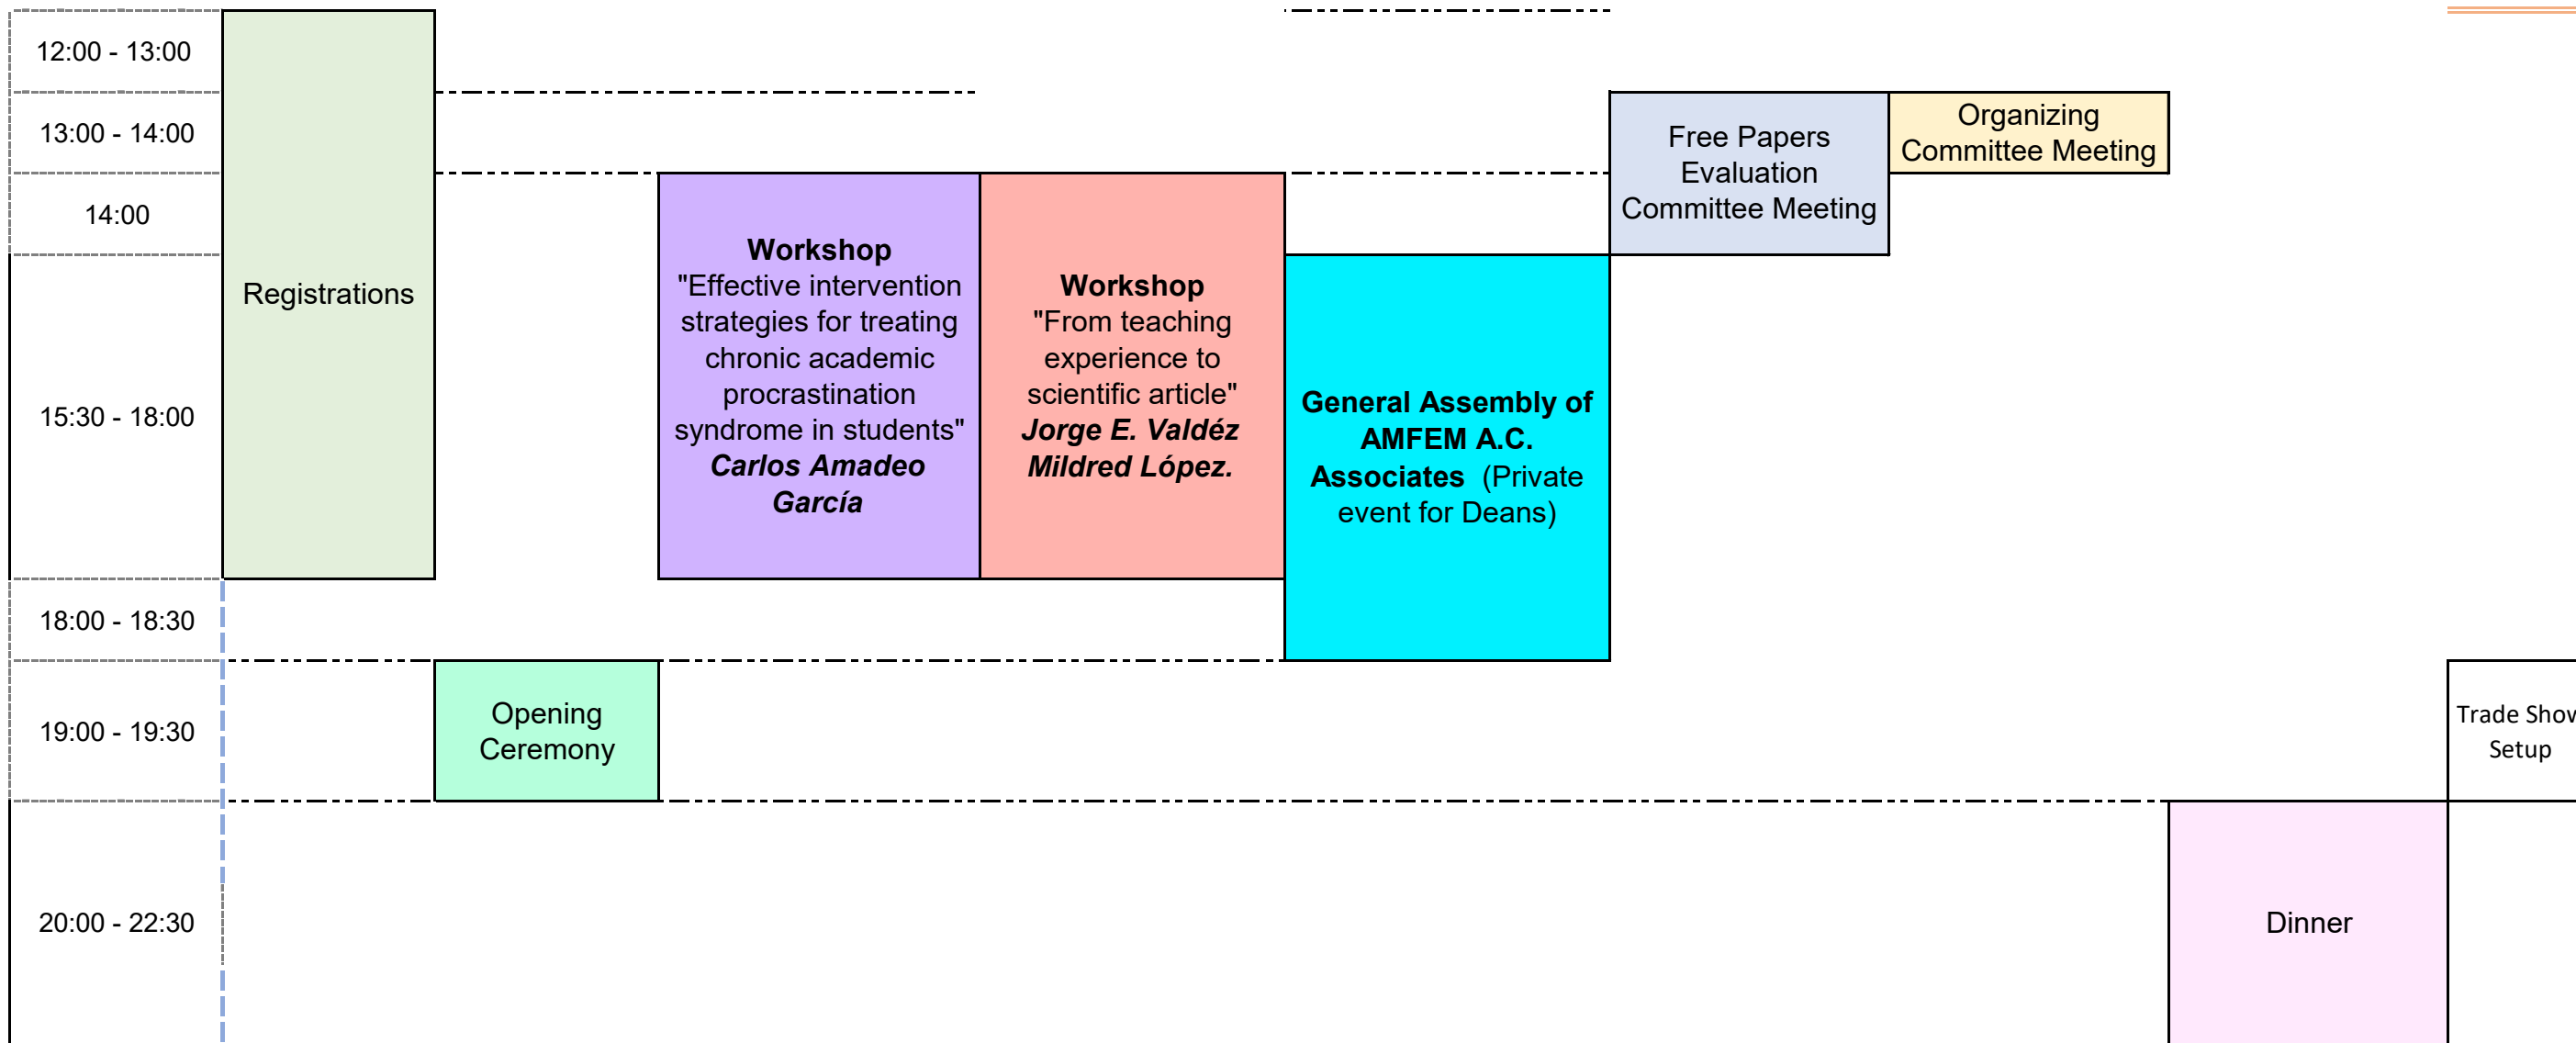 12:00 - 13:00
13:00 - 14:00
14:00
15:30 - 18:00
18:00 - 18:30
19:00 - 19:30
20:00 - 22:30
Registrations
Opening
Ceremony
Workshop
"Effective intervention
strategies for treating
chronic academic
procrastination
syndrome in students"
Carlos Amadeo
García
Workshop
"From teaching
experience to
scientific article"
Jorge E. Valdéz
Mildred López.
General Assembly of
AMFEM A.C.
Associates (Private
event for Deans)
Free Papers
Evaluation
Committee Meeting
Organizing
Committee Meeting
Dinner
Trade Show
Setup